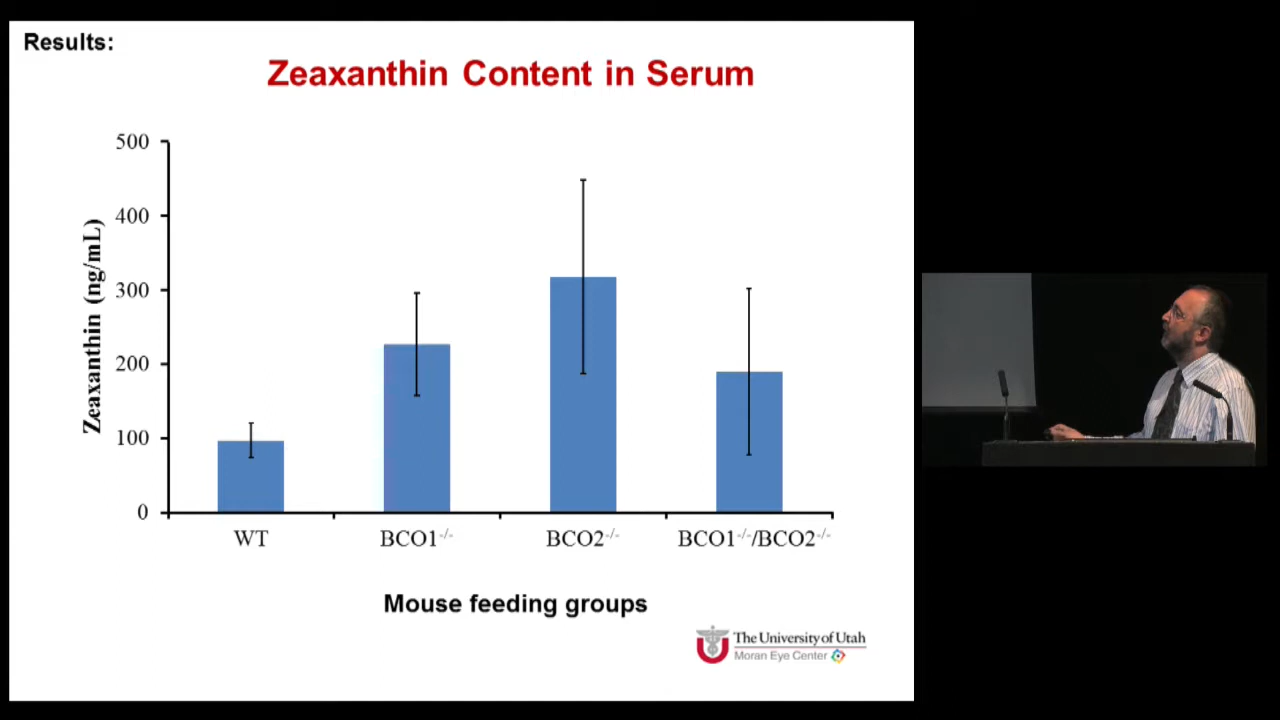 Results:
Zeaxanthin Content in Serum
500
400
300
200
100
0
Zeaxanthin (ng/mL)
WT BCO1-/- BCO2-/- BCO1-/-/BCO2-/-
Mouse feeding groups
The University of Utah
Moran Eye Center